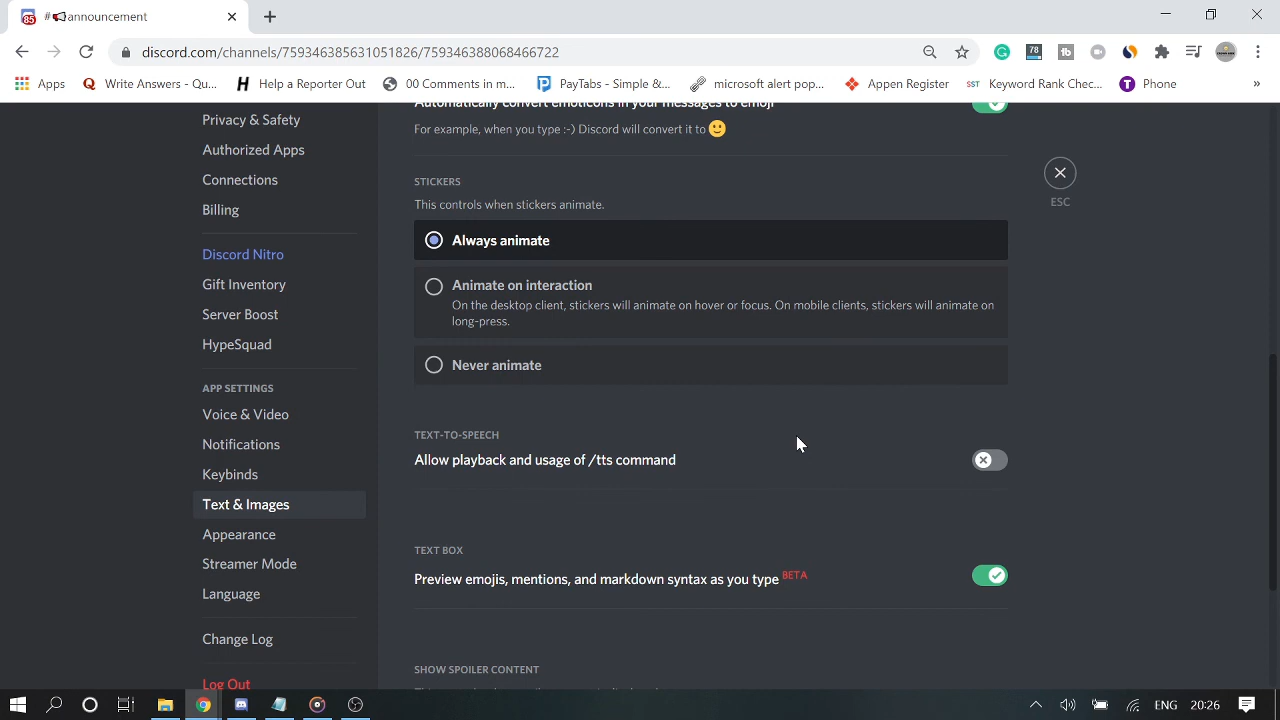 85
# announcement
discord.com/channels/759346385631051826/759346388068466722
78
tb
Apps
Write Answers - Qu...
Help a Reporter Out
00 Comments in m...
PayTabs - Simple &...
microsoft alert pop...
Appen Register
SST
Keyword Rank Chec...
Phone
»
Privacy & Safety
Authorized Apps
Connections
Billing
Discord Nitro
Gift Inventory
Server Boost
HypeSquad
APP SETTINGS
Voice & Video
Notifications
Keybinds
Text & Images
Appearance
Streamer Mode
Language
Change Log
Log Out
Automatically convert emoticons in your messages to emoji
For example, when you type :-) Discord will convert it to
STICKERS
This controls when stickers animate.
Always animate
Animate on interaction
On the desktop client, stickers will animate on hover or focus. On mobile clients, stickers will animate on
long-press.
Never animate
TEXT-TO-SPEECH
Allow playback and usage of /tts command
TEXT BOX
Preview emojis, mentions, and markdown syntax as you type BETA
SHOW SPOILER CONTENT
ESC
ENG
20:26